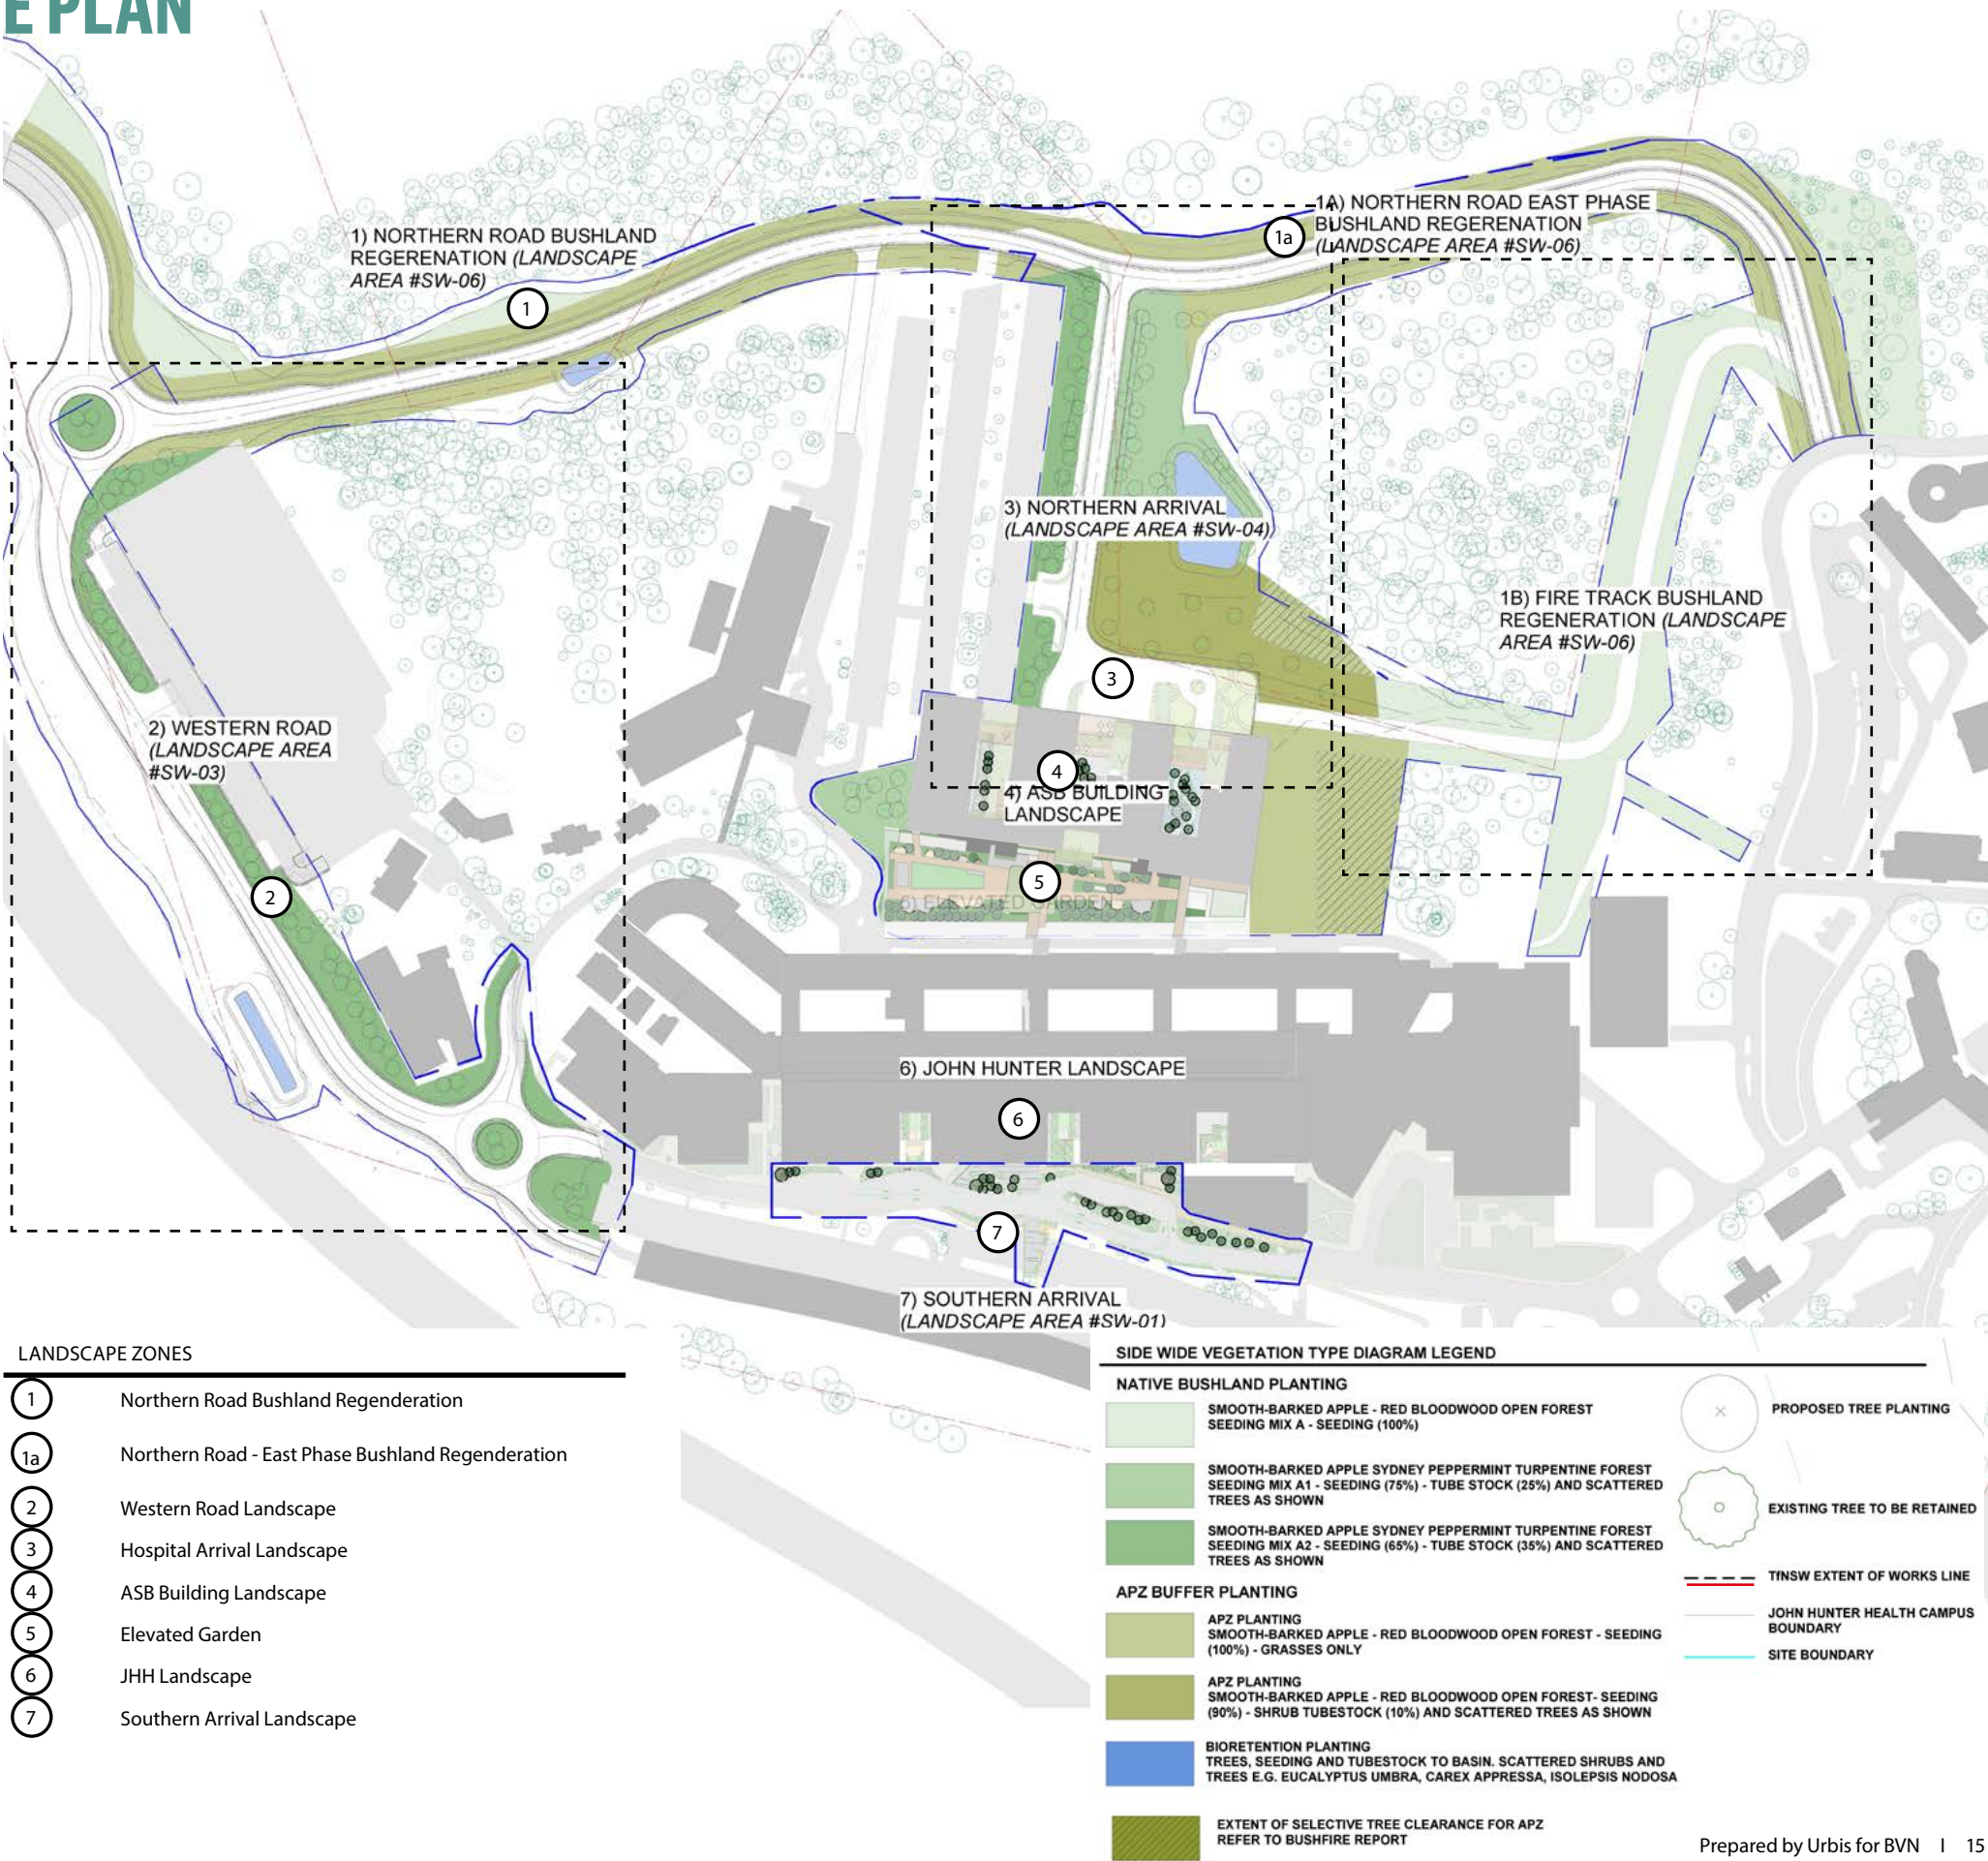 E PLAN
1) NORTHERN ROAD BUSHLAND
REGERENATION (LANDSCAPE
AREA #SW-06)
1
1a
1A) NORTHERN ROAD EAST PHASE
BUSHLAND REGERENATION
(LANDSCAPE AREA #SW-06)
3) NORTHERN ARRIVAL
(LANDSCAPE AREA #SW-04)
1B) FIRE TRACK BUSHLAND
REGENERATION (LANDSCAPE
AREA #SW-06)
3
2) WESTERN ROAD
(LANDSCAPE AREA
#SW-03)
4
4) ASB BUILDING
LANDSCAPE
2
5
5) ELEVATED GARDEN
6) JOHN HUNTER LANDSCAPE
6
7
7) SOUTHERN ARRIVAL
(LANDSCAPE AREA #SW-01)
LANDSCAPE ZONES
1 Northern Road Bushland Regenderation
1a Northern Road - East Phase Bushland Regenderation
2 Western Road Landscape
3 Hospital Arrival Landscape
4 ASB Building Landscape
5 Elevated Garden
6 JHH Landscape
7 Southern Arrival Landscape
SIDE WIDE VEGETATION TYPE DIAGRAM LEGEND
NATIVE BUSHLAND PLANTING
SMOOTH-BARKED APPLE - RED BLOODWOOD OPEN FOREST
SEEDING MIX A - SEEDING (100%)
SMOOTH-BARKED APPLE SYDNEY PEPPERMINT TURPENTINE FOREST
SEEDING MIX A1 - SEEDING (75%) - TUBE STOCK (25%) AND SCATTERED
TREES AS SHOWN
SMOOTH-BARKED APPLE SYDNEY PEPPERMINT TURPENTINE FOREST
SEEDING MIX A2 - SEEDING (65%) - TUBE STOCK (35%) AND SCATTERED
TREES AS SHOWN
APZ BUFFER PLANTING
APZ PLANTING
SMOOTH-BARKED APPLE - RED BLOODWOOD OPEN FOREST - SEEDING
(100%) - GRASSES ONLY
APZ PLANTING
SMOOTH-BARKED APPLE - RED BLOODWOOD OPEN FOREST- SEEDING
(90%) - SHRUB TUBESTOCK (10%) AND SCATTERED TREES AS SHOWN
BIORETENTION PLANTING
TREES, SEEDING AND TUBESTOCK TO BASIN. SCATTERED SHRUBS AND
TREES E.G. EUCALYPTUS UMBRA, CAREX APPRESSA, ISOLEPSIS NODOSA
EXTENT OF SELECTIVE TREE CLEARANCE FOR APZ
REFER TO BUSHFIRE REPORT
PROPOSED TREE PLANTING
EXISTING TREE TO BE RETAINED
TfNSW EXTENT OF WORKS LINE
JOHN HUNTER HEALTH CAMPUS
BOUNDARY
SITE BOUNDARY
Prepared by Urbis for BVN I 15